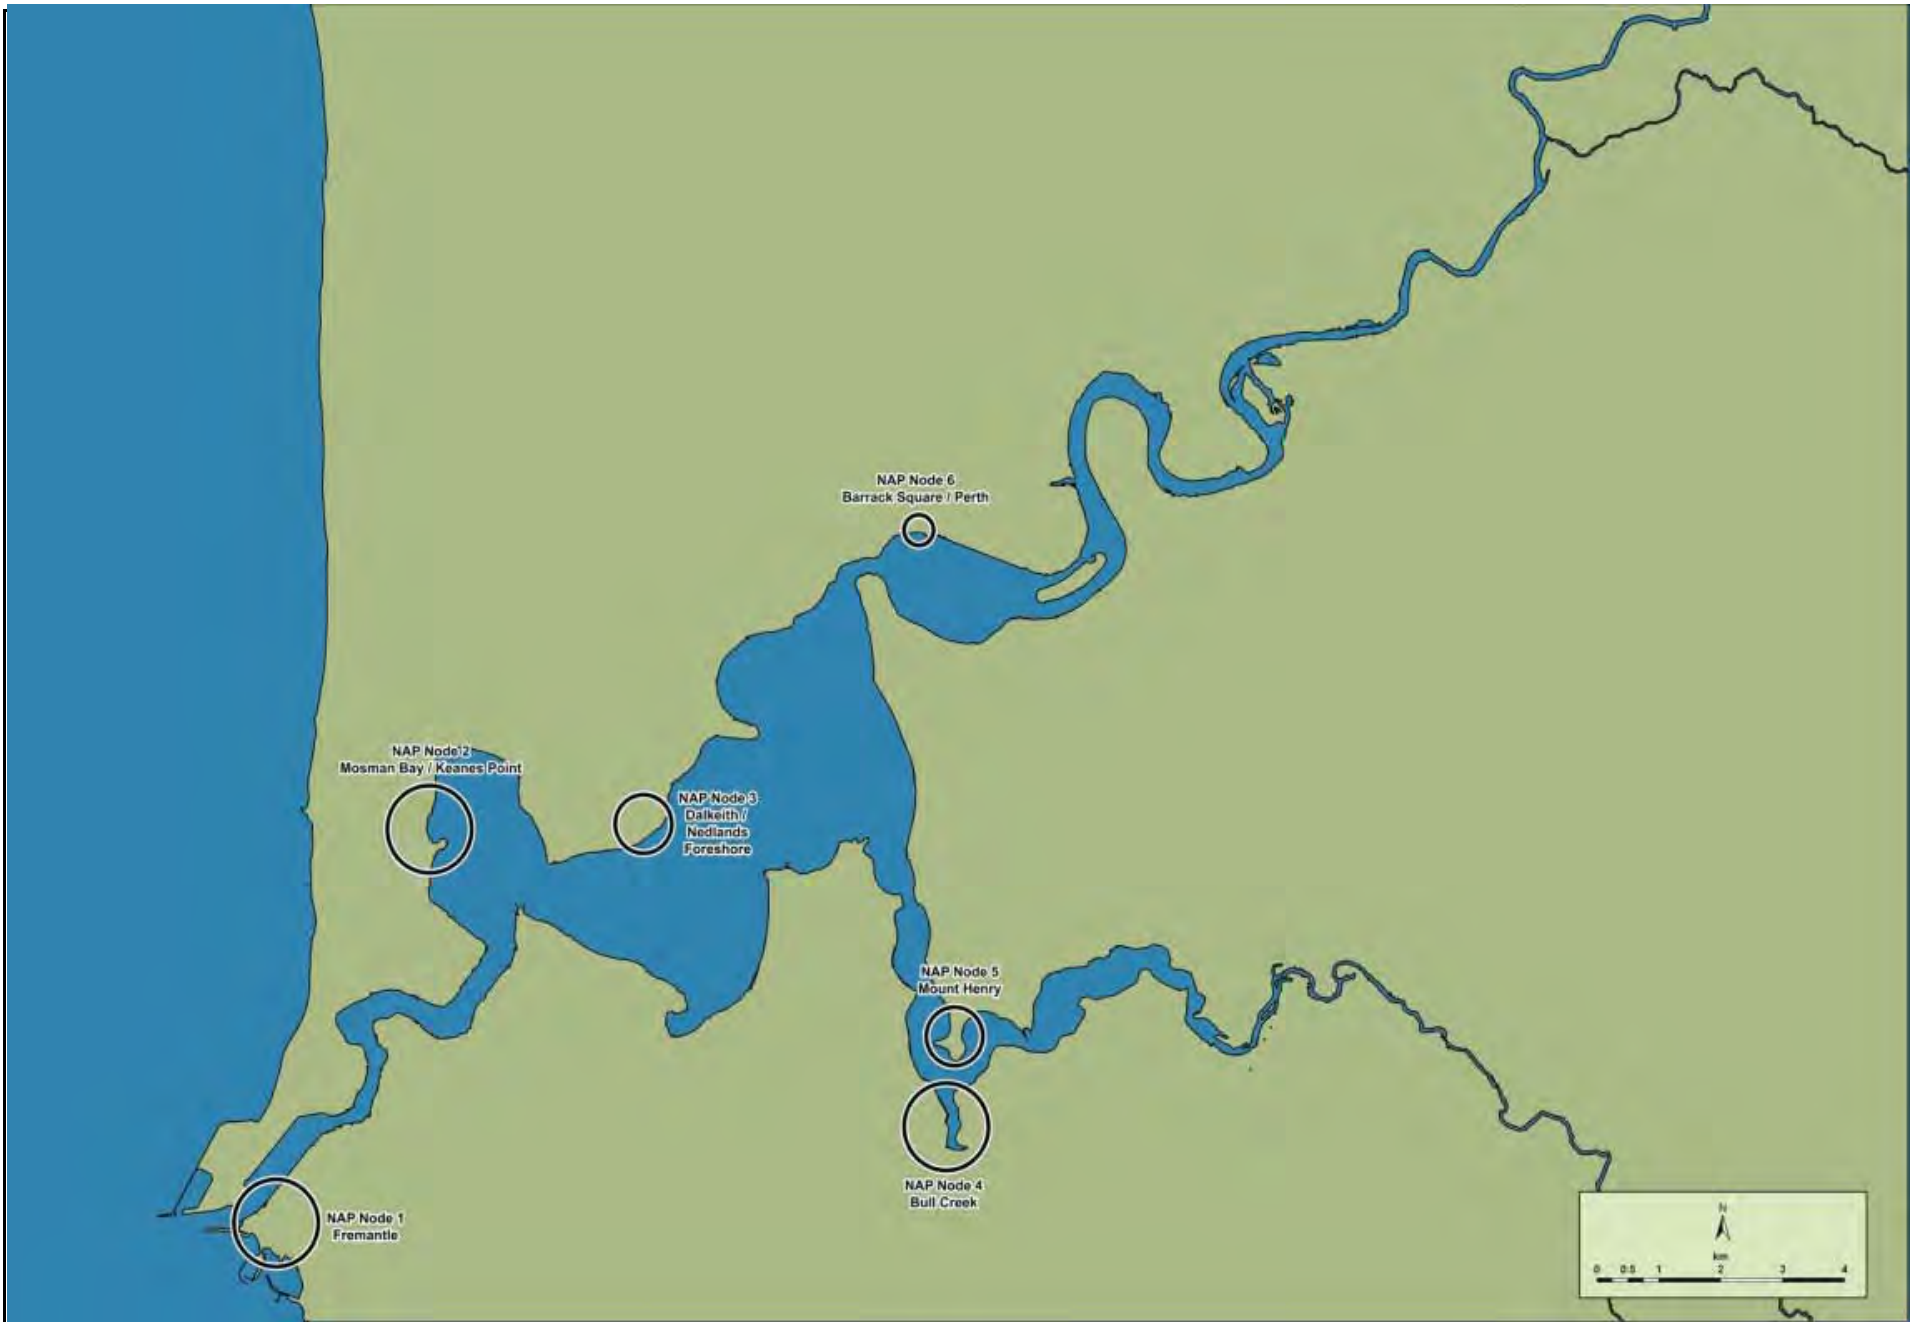 NAP Node 6
Barrack Square / Perth
NAP Node 2
Mosman Bay / Keanes Point
NAP Node 3
Dalkeith /
Nedlands
Foreshore
NAP Node 5
Mount Henry
NAP Node 4
Bull Creek
NAP Node 1
Fremantle
N
km
0 0.5 1 2 3 4